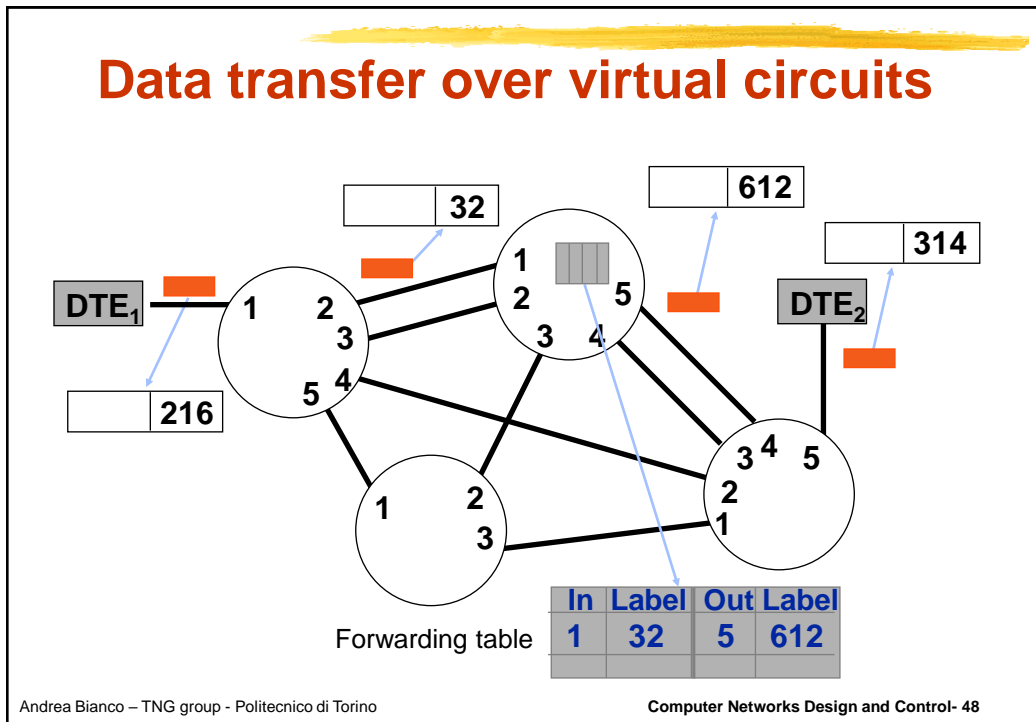 Data transfer over virtual circuits
32
612
314
DTE1
DTE2
216
1
2
3
4
5
1
2
3
4
5
1
2
3
1
2
3
4
5
Forwarding table
In Label Out Label
1 32 5 612
Andrea Bianco – TNG group - Politecnico di Torino
Computer Networks Design and Control- 48